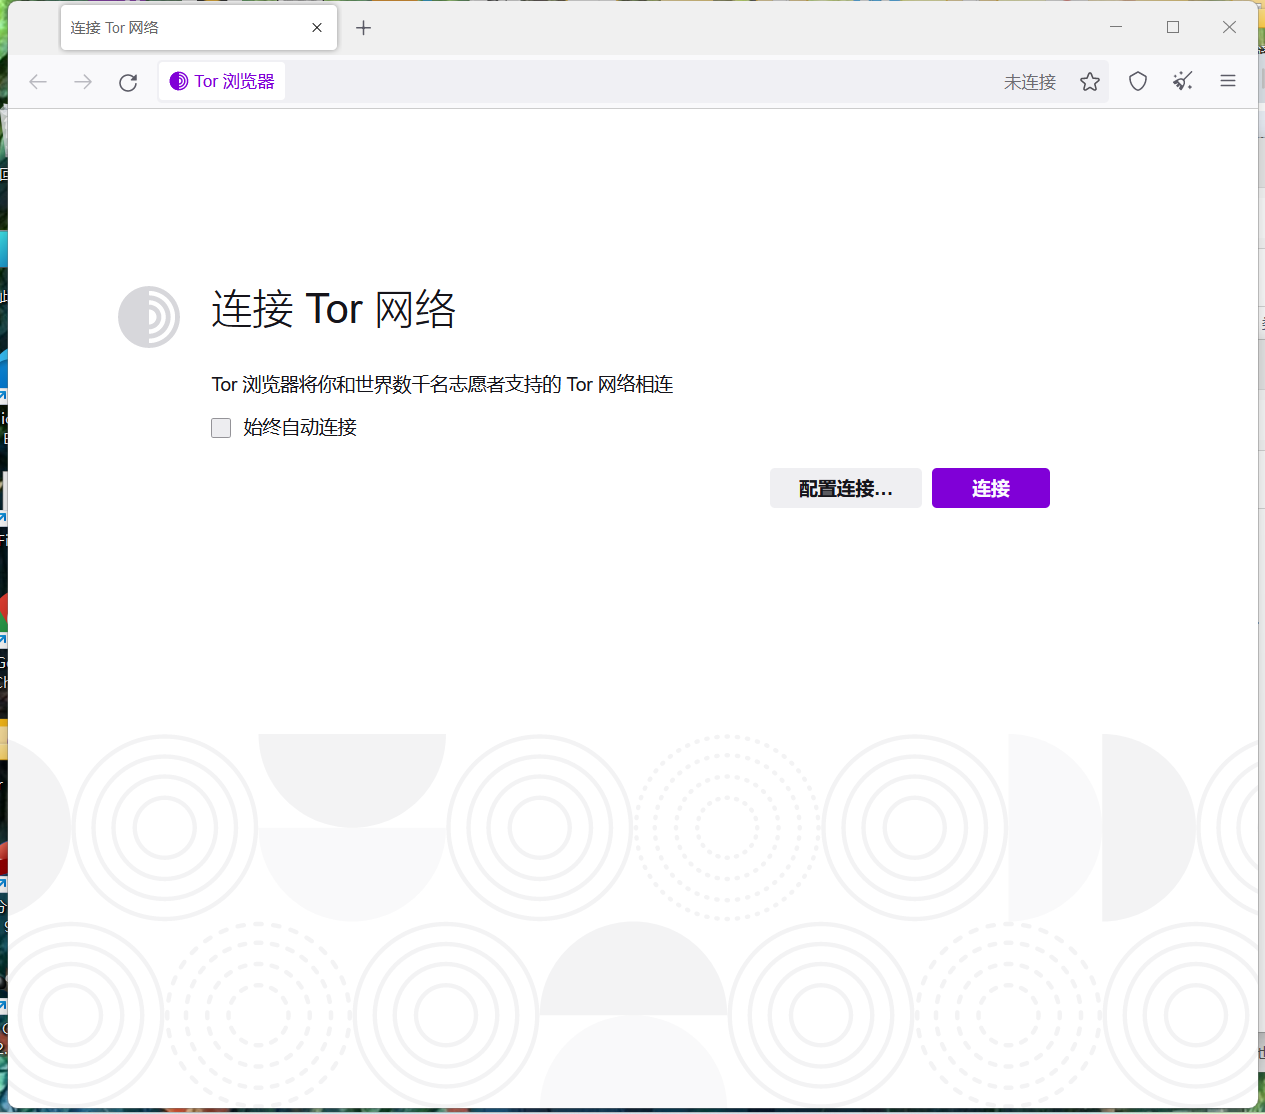 连接 Tor 网络
Tor 浏览器
未连接
连接 Tor 网络
Tor 浏览器将你和世界数千名志愿者支持的 Tor 网络相连
始终自动连接
配置连接…
连接